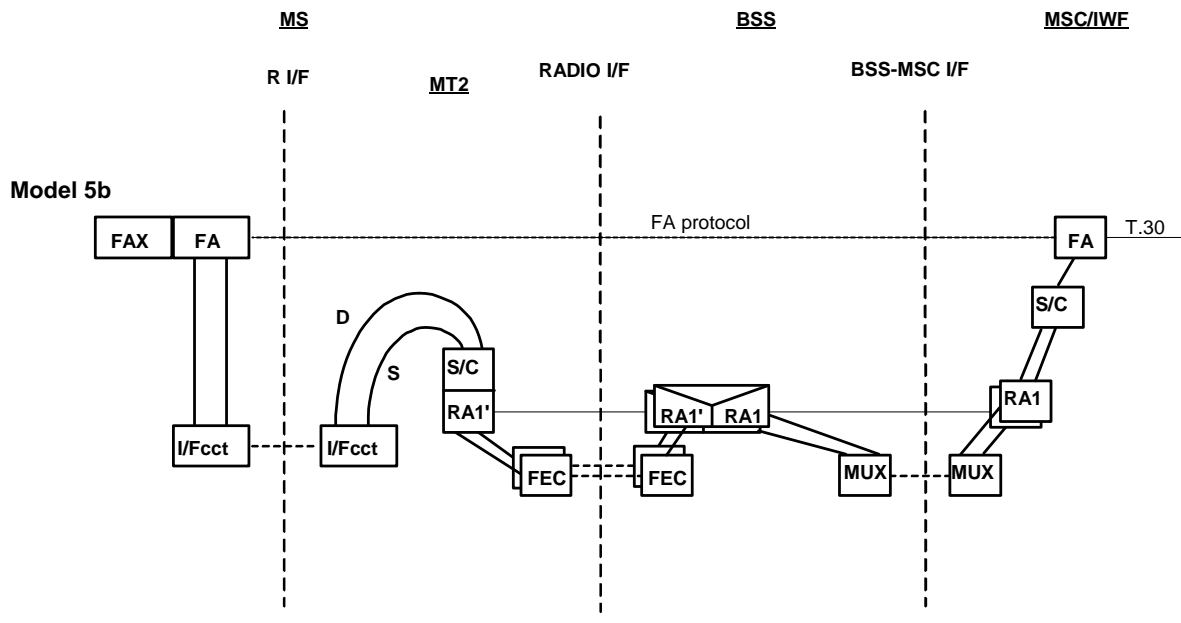 MS
BSS
MSC/IWF
R I/F
MT2
RADIO I/F
BSS-MSC I/F
Model 5b
FAX
FA
FA protocol
FA
T.30
D
S
S/C
S/C
RA1'
RA1'
RA1
RA1
I/Fcct
I/Fcct
FEC
FEC
MUX
MUX